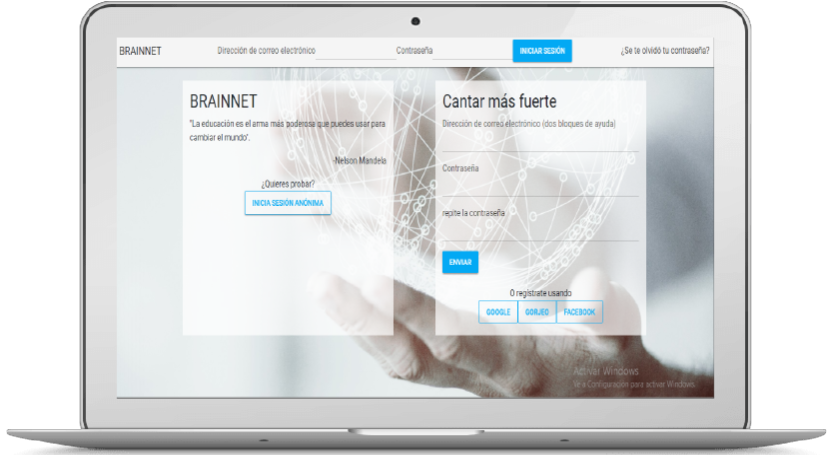 BRAINNET Dirección de correo electrónico Contraseña INICIAR SESIÓN ¿Se te olvidó tu contraseña?
BRAINNET
"La educación es el arma más poderosa que puedes usar para
cambiar el mundo".
-Nelson Mandela
¿Quieres probar?
INICIA SESIÓN ANÓNIMA
Cantar más fuerte
Dirección de correo electrónico (dos bloques de ayuda)
Contraseña
repite la contraseña
ENVIAR
O regístrate usando
GOOGLE GORJEO FACEBOOK
Activar Windows
Ve a Configuración para activar Windows.